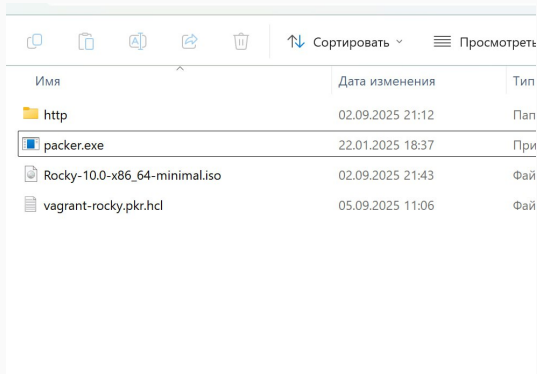 Сортировать
Просмотреть
Имя
Дата изменения
Тип
http
02.09.2025 21:12
Пап
packer.exe
22.01.2025 18:37
При
Rocky-10.0-x86_64-minimal.iso
02.09.2025 21:43
Фай
vagrant-rocky.pkr.hcl
05.09.2025 11:06
Фай